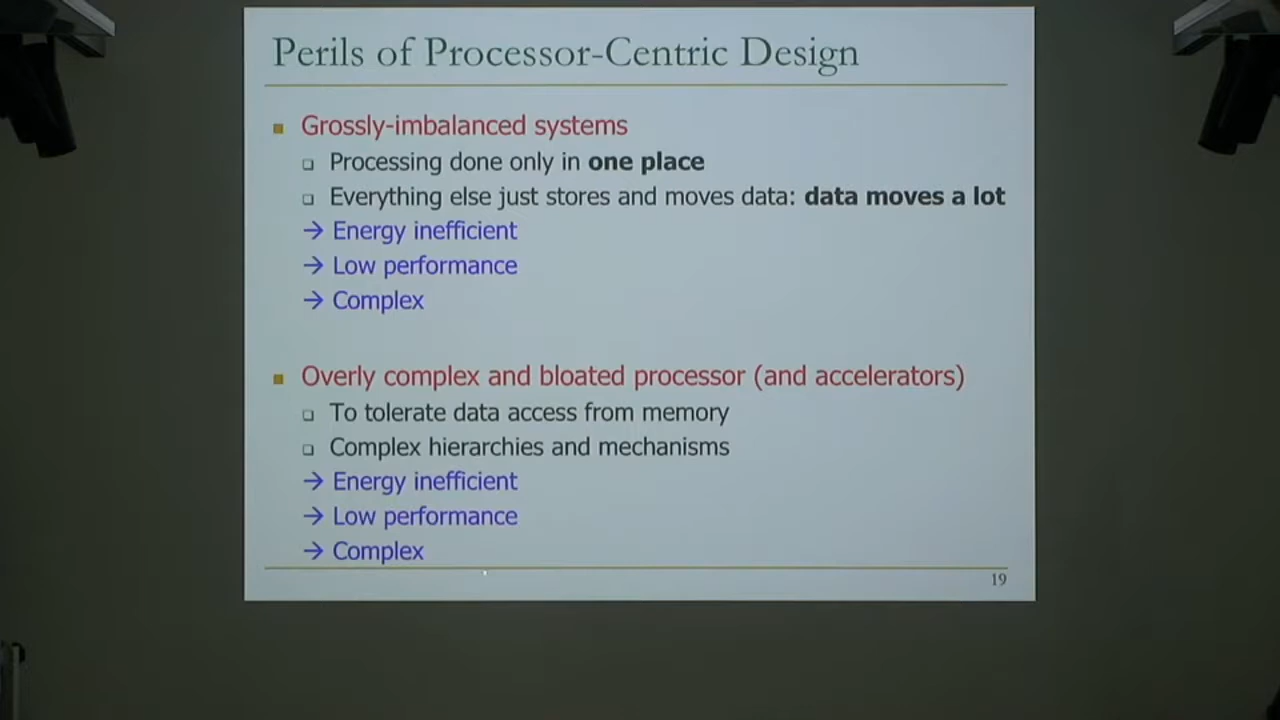 Perils of Processor-Centric Design
Grossly-imbalanced systems
Processing done only in one place
Everything else just stores and moves data: data moves a lot
→ Energy inefficient
→ Low performance
→ Complex
Overly complex and bloated processor (and accelerators)
To tolerate data access from memory
Complex hierarchies and mechanisms
→ Energy inefficient
→ Low performance
→ Complex
19